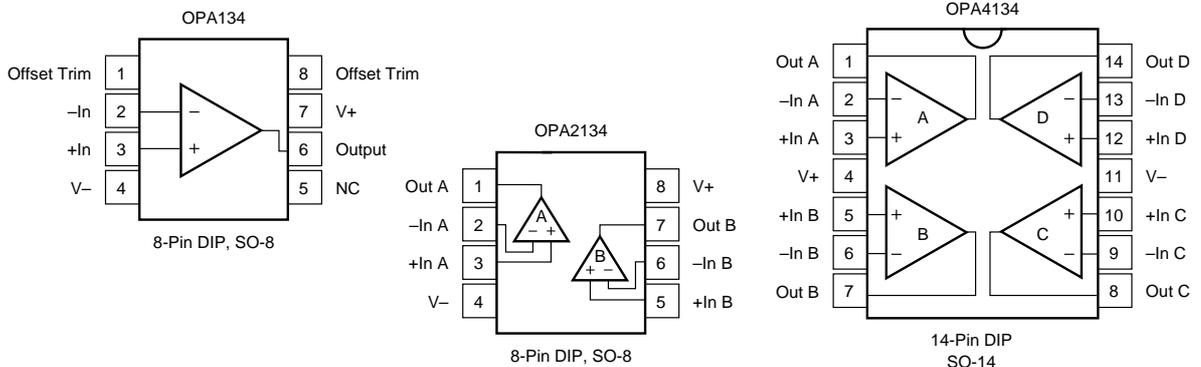 OPA134
Offset Trim 1 8 Offset Trim
–In 2 – 7 V+
+In 3 + 6 Output
V– 4 5 NC
8-Pin DIP, SO-8
OPA2134
Out A 1 A 8 V+
–In A 2 – + 7 Out B
+In A 3 B 6 –In B
V– 4 + – 5 +In B
8-Pin DIP, SO-8
OPA4134
Out A 1 14 Out D
–In A 2 – – 13 –In D
A D
+In A 3 + + 12 +In D
V+ 4 11 V–
+In B 5 + + 10 +In C
B C
–In B 6 – – 9 –In C
Out B 7 8 Out C
14-Pin DIP
SO-14